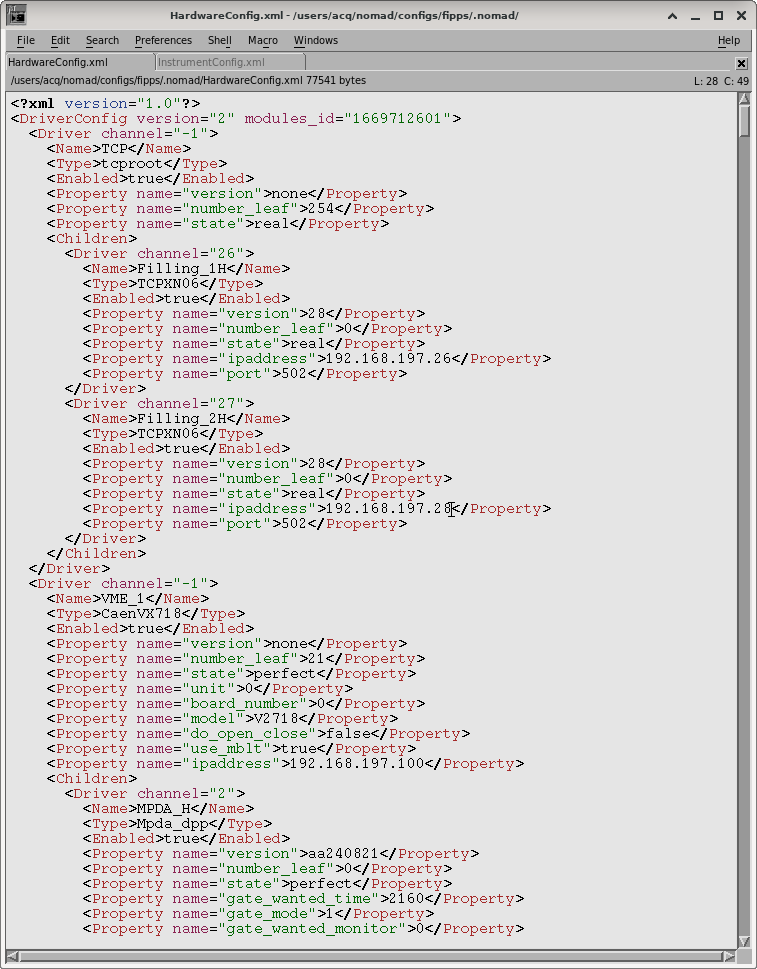 HardwareConfig.xml - /users/acq/nomad/configs/fipps/.nomad/
File Edit Search Preferences Shell Macro Windows Help
HardwareConfig.xml InstrumentConfig.xml
/users/acq/nomad/configs/fipps/.nomad/HardwareConfig.xml 77541 bytes L: 28 C: 49
<?xml version="1.0"?>
<DriverConfig version="2" modules_id="1669712601">
  <Driver channel="-1">
    <Name>TCP</Name>
    <Type>tcproot</Type>
    <Enabled>true</Enabled>
    <Property name="version">none</Property>
    <Property name="number_leaf">254</Property>
    <Property name="state">real</Property>
    <Children>
      <Driver channel="26">
        <Name>Filling_1H</Name>
        <Type>TCPXN06</Type>
        <Enabled>true</Enabled>
        <Property name="version">28</Property>
        <Property name="number_leaf">0</Property>
        <Property name="state">real</Property>
        <Property name="ipaddress">192.168.197.26</Property>
        <Property name="port">502</Property>
      </Driver>
      <Driver channel="27">
        <Name>Filling_2H</Name>
        <Type>TCPXN06</Type>
        <Enabled>true</Enabled>
        <Property name="version">28</Property>
        <Property name="number_leaf">0</Property>
        <Property name="state">real</Property>
        <Property name="ipaddress">192.168.197.28</Property>
        <Property name="port">502</Property>
      </Driver>
    </Children>
  </Driver>
  <Driver channel="-1">
    <Name>VME_1</Name>
    <Type>CaenVX718</Type>
    <Enabled>true</Enabled>
    <Property name="version">none</Property>
    <Property name="number_leaf">21</Property>
    <Property name="state">perfect</Property>
    <Property name="unit">0</Property>
    <Property name="board_number">0</Property>
    <Property name="model">V2718</Property>
    <Property name="do_open_close">false</Property>
    <Property name="use_mblt">true</Property>
    <Property name="ipaddress">192.168.197.100</Property>
    <Children>
      <Driver channel="2">
        <Name>MPDA_H</Name>
        <Type>Mpda_dpp</Type>
        <Enabled>true</Enabled>
        <Property name="version">aa240821</Property>
        <Property name="number_leaf">0</Property>
        <Property name="state">perfect</Property>
        <Property name="gate_wanted_time">2160</Property>
        <Property name="gate_mode">1</Property>
        <Property name="gate_wanted_monitor">0</Property>